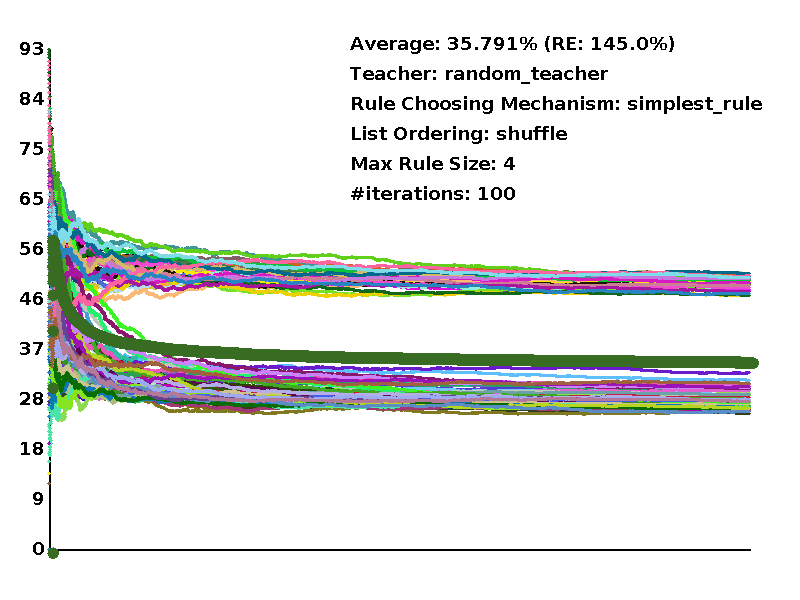 Average: 35.791% (RE: 145.0%)
Teacher: random_teacher
Rule Choosing Mechanism: simplest_rule
List Ordering: shuffle
Max Rule Size: 4
#iterations: 100
93
84
75
65
56
46
37
28
18
9
0